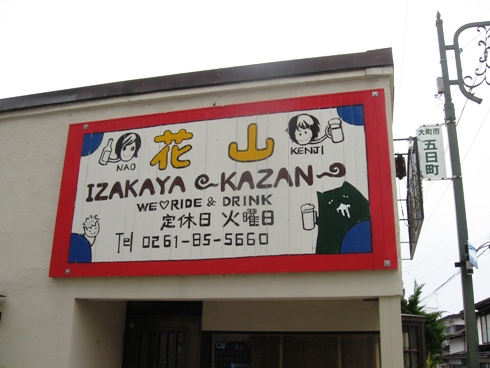 花山
NAO
KENJI
IZAKAYA ~KAZAN~
WE♡RIDE & DRINK
定休日 火曜日
Tel 0261-85-5660
大町市
五日町